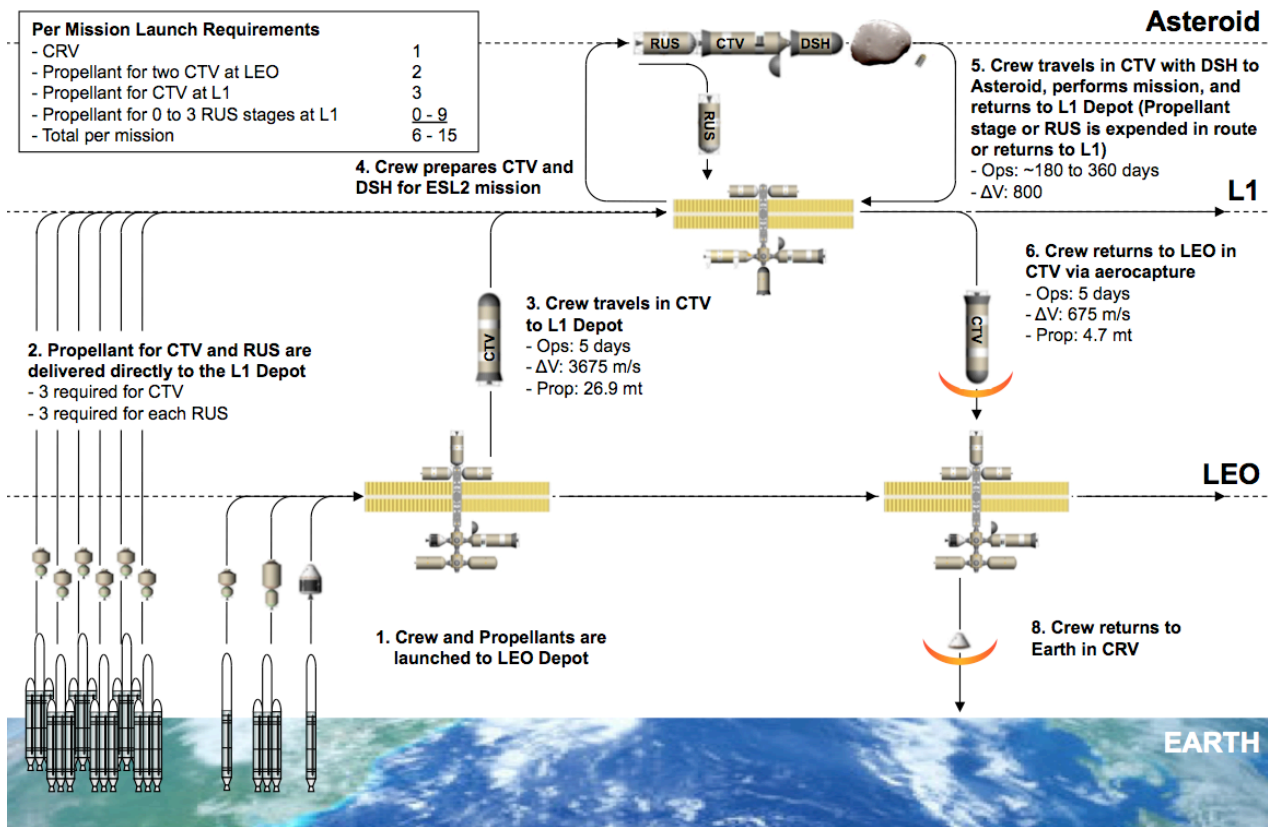 Per Mission Launch Requirements
- CRV 1
- Propellant for two CTV at LEO 2
- Propellant for CTV at L1 3
- Propellant for 0 to 3 RUS stages at L1 0 - 9
- Total per mission 6 - 15
RUS CTV DSH
Asteroid
5. Crew travels in CTV with DSH to
Asteroid, performs mission, and
returns to L1 Depot (Propellant
stage or RUS is expended in route
or returns to L1)
- Ops: ~180 to 360 days
- ΔV: 800
RUS
4. Crew prepares CTV and
DSH for ESL2 mission
L1
2. Propellant for CTV and RUS are
delivered directly to the L1 Depot
- 3 required for CTV
- 3 required for each RUS
CTV
3. Crew travels in CTV
to L1 Depot
- Ops: 5 days
- ΔV: 3675 m/s
- Prop: 26.9 mt
CTV
6. Crew returns to LEO in
CTV via aerocapture
- Ops: 5 days
- ΔV: 675 m/s
- Prop: 4.7 mt
LEO
1. Crew and Propellants are
launched to LEO Depot
8. Crew returns to
Earth in CRV
EARTH